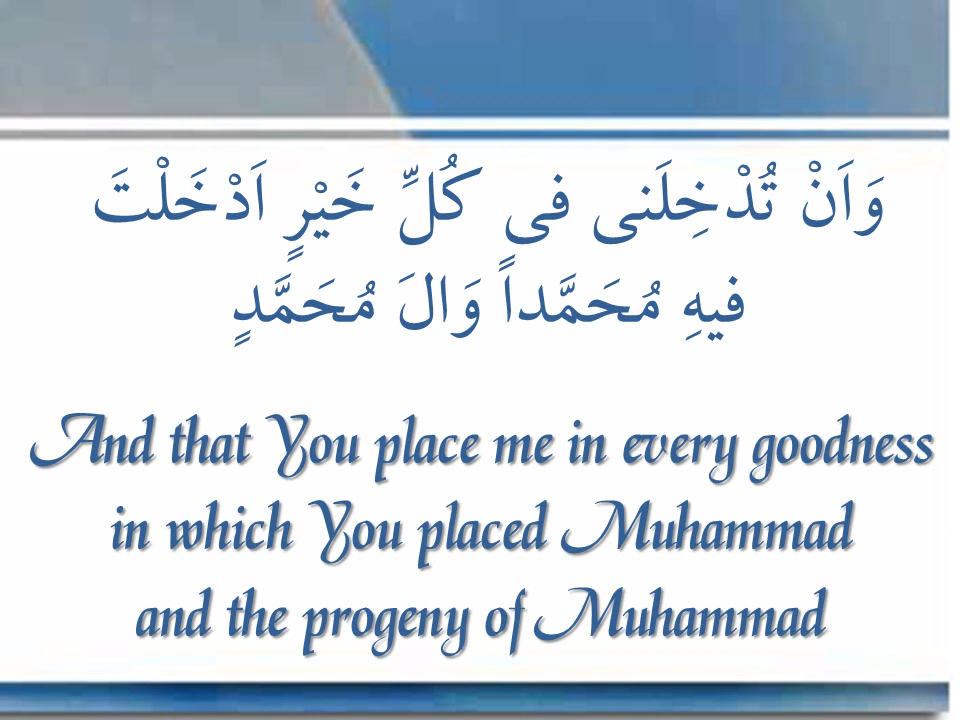 وَاَنْ تُدْخِلَنى فى كُلِّ خَيْرٍ اَدْخَلْتَ
فيهِ مُحَمَّداً وَالَ مُحَمَّدٍ
And that You place me in every goodness
in which You placed Muhammad
and the progeny of Muhammad